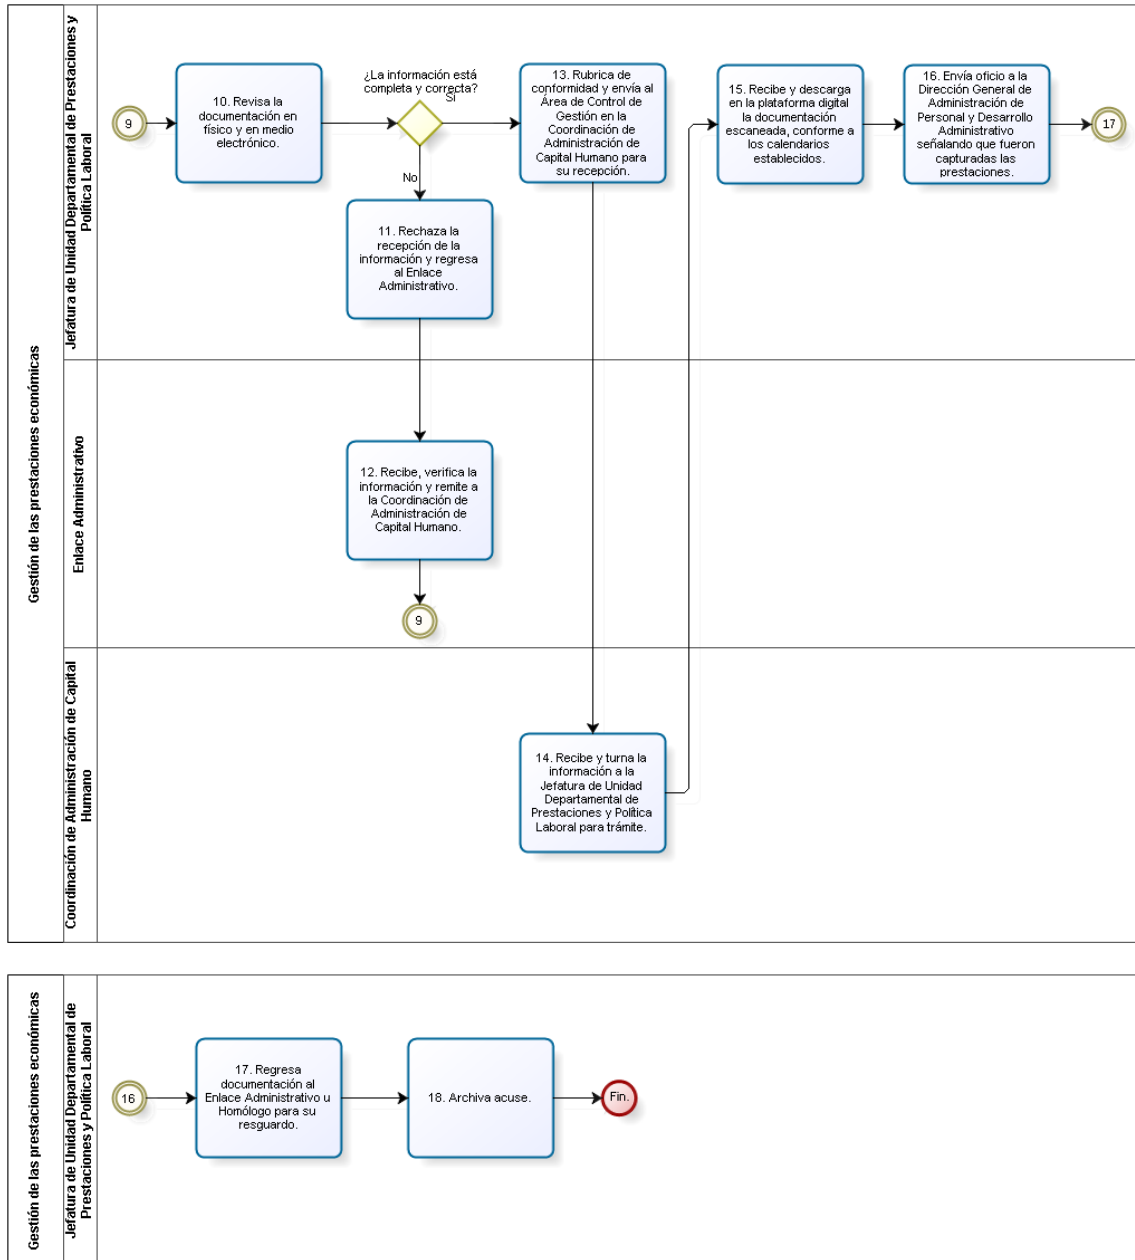 Gestión de las prestaciones económicas
Jefatura de Unidad Departamental de Prestaciones y
Política Laboral
9
10. Revisa la
documentación en
físico y en medio
electrónico.
¿La información está
completa y correcta?
Sí
No
11. Rechaza la
recepción de la
información y regresa
al Enlace
Administrativo.
13. Rubrica de
conformidad y envía al
Área de Control de
Gestión en la
Coordinación de
Administración de
Capital Humano para
su recepción.
15. Recibe y descarga
en la plataforma digital
la documentación
escaneada, conforme a
los calendarios
establecidos.
16. Envía oficio a la
Dirección General de
Administración de
Personal y Desarrollo
Administrativo
señalando que fueron
capturadas las
prestaciones.
17
Enlace Administrativo
12. Recibe, verifica la
información y remite a
la Coordinación de
Administración de
Capital Humano.
9
Coordinación de Administración de Capital
Humano
14. Recibe y turna la
información a la
Jefatura de Unidad
Departamental de
Prestaciones y Política
Laboral para trámite.
Gestión de las prestaciones económicas
Jefatura de Unidad Departamental de
Prestaciones y Política Laboral
16
17. Regresa
documentación al
Enlace Administrativo u
Homólogo para su
resguardo.
18. Archiva acuse.
Fin.